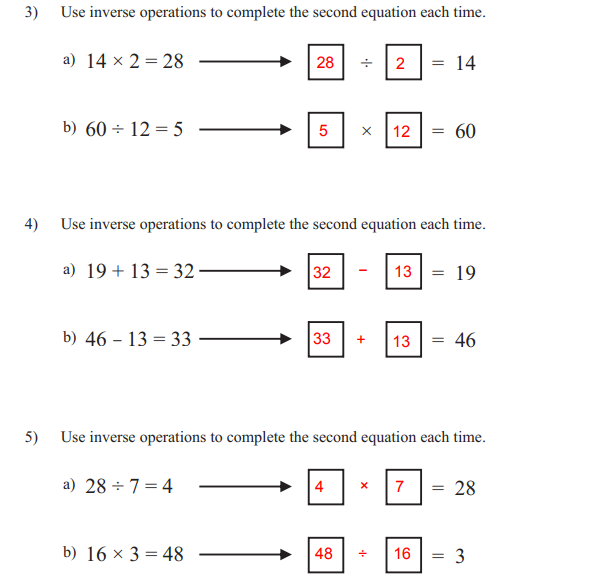 3) Use inverse operations to complete the second equation each time.
a) 14 × 2 = 28 28 ÷ 2 = 14
b) 60 ÷ 12 = 5 5 × 12 = 60
4) Use inverse operations to complete the second equation each time.
a) 19 + 13 = 32 32 - 13 = 19
b) 46 – 13 = 33 33 + 13 = 46
5) Use inverse operations to complete the second equation each time.
a) 28 ÷ 7 = 4 4 × 7 = 28
b) 16 × 3 = 48 48 ÷ 16 = 3